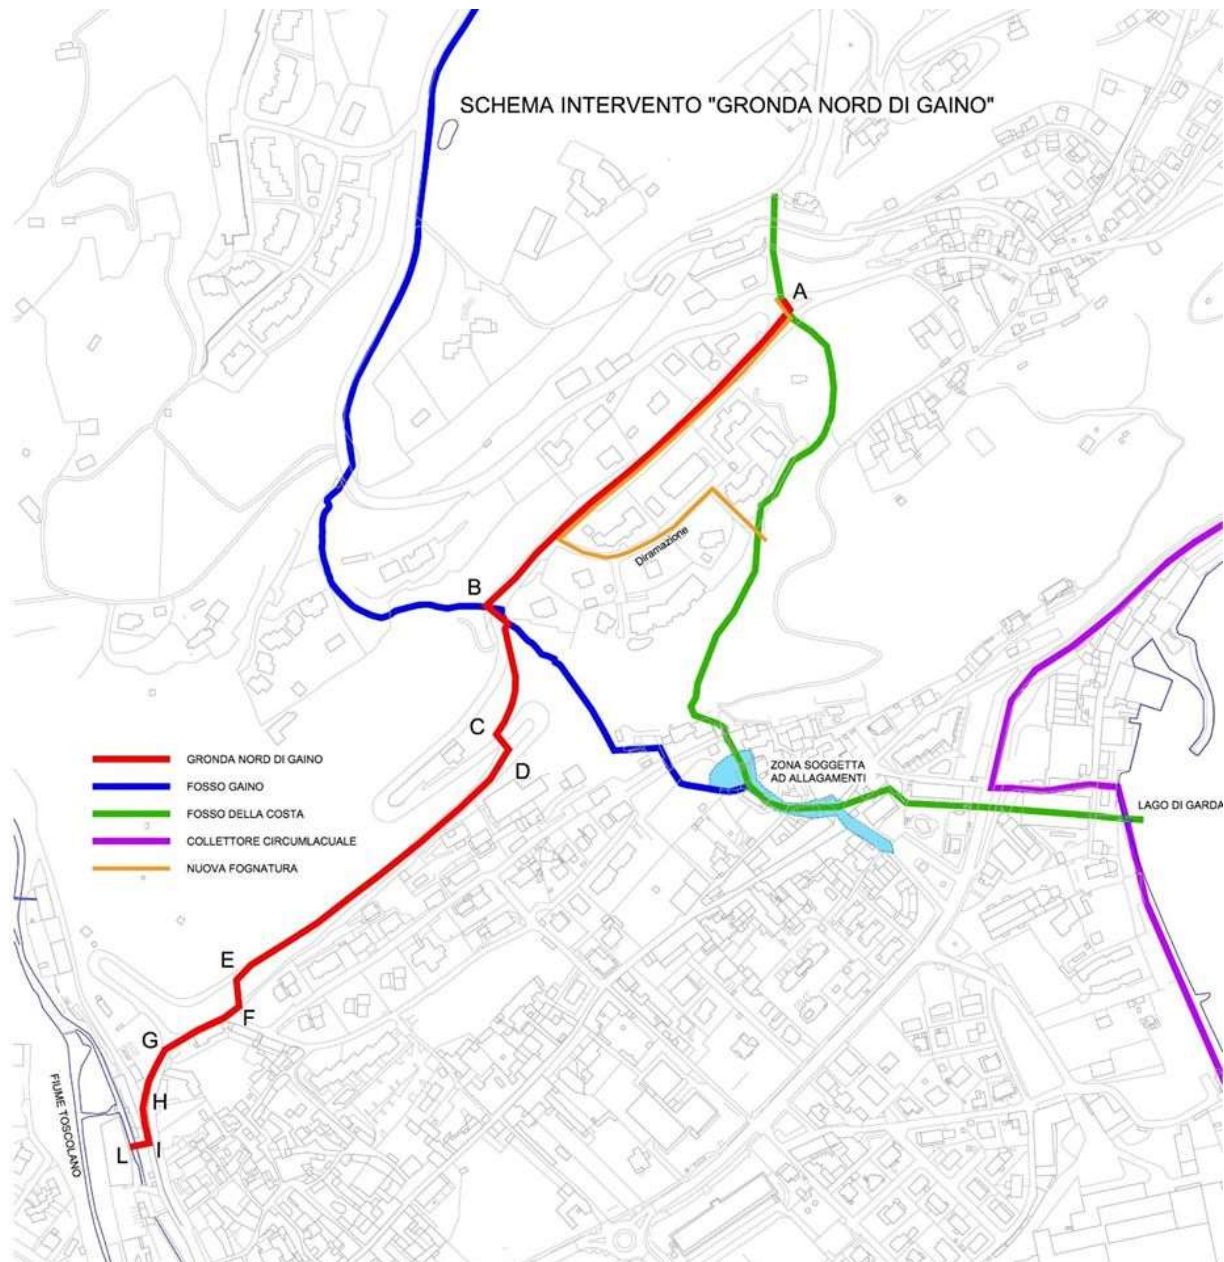 SCHEMA INTERVENTO "GRONDA NORD DI GAINO"
A
Diramazione
B
C
D
GRONDA NORD DI GAINO
FOSSO GAINO
FOSSO DELLA COSTA
COLLETTORE CIRCUMLACUALE
NUOVA FOGNATURA
ZONA SOGGETTA
AD ALLAGAMENTI
LAGO DI GARDA
E
F
G
H
I
L
FIUME TOSCOLANO